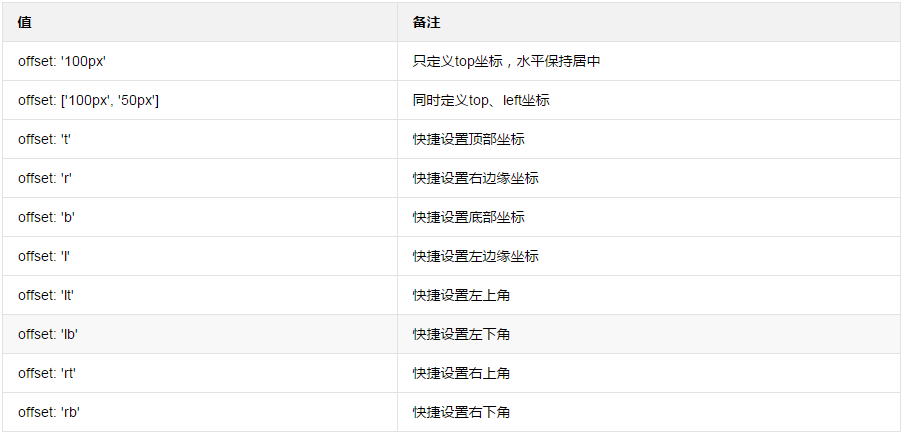 值 备注
offset: '100px' 只定义top坐标，水平保持居中
offset: ['100px', '50px'] 同时定义top、left坐标
offset: 't' 快捷设置顶部坐标
offset: 'r' 快捷设置右边缘坐标
offset: 'b' 快捷设置底部坐标
offset: 'l' 快捷设置左边缘坐标
offset: 'lt' 快捷设置左上角
offset: 'lb' 快捷设置左下角
offset: 'rt' 快捷设置右上角
offset: 'rb' 快捷设置右下角